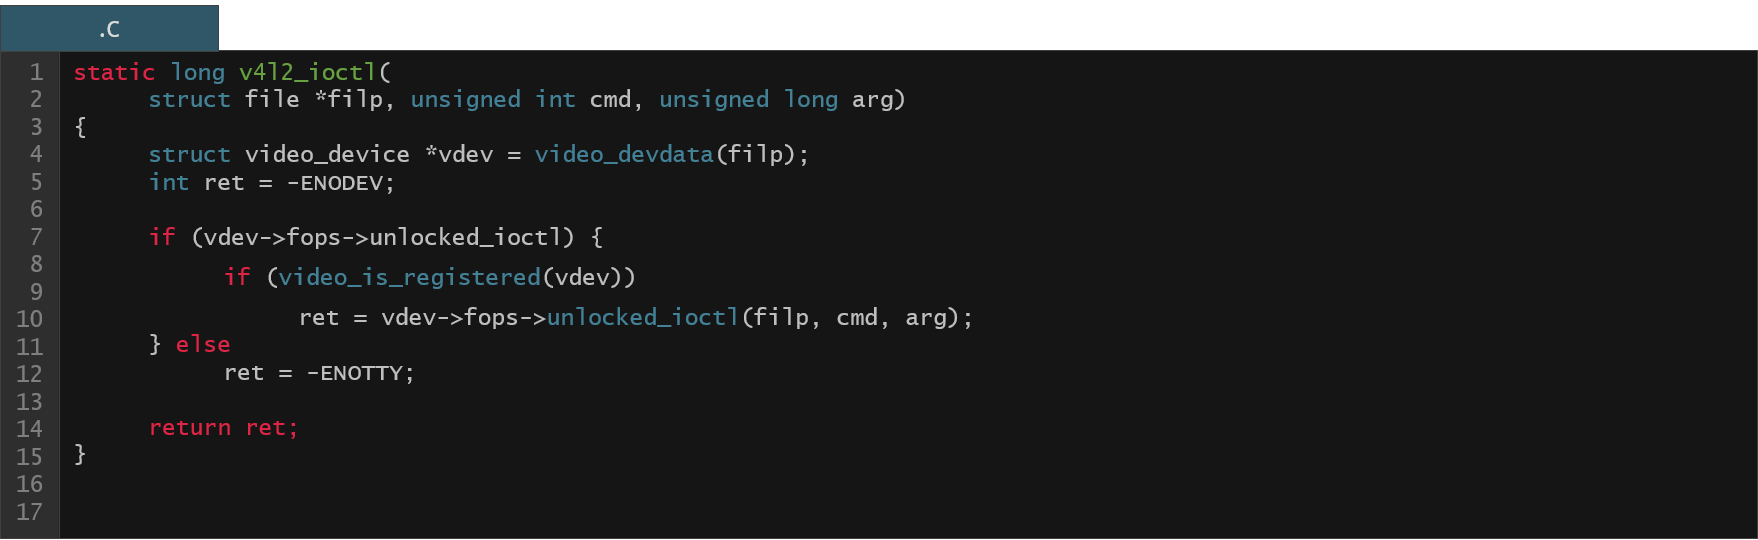 .C
1 static long v4l2_ioctl(
2 struct file *filp, unsigned int cmd, unsigned long arg)
3 {
4 struct video_device *vdev = video_devdata(filp);
5 int ret = -ENODEV;
6
7 if (vdev->fops->unlocked_ioctl) {
8 if (video_is_registered(vdev))
9
10 ret = vdev->fops->unlocked_ioctl(filp, cmd, arg);
11 } else
12 ret = -ENOTTY;
13
14 return ret;
15 }
16
17